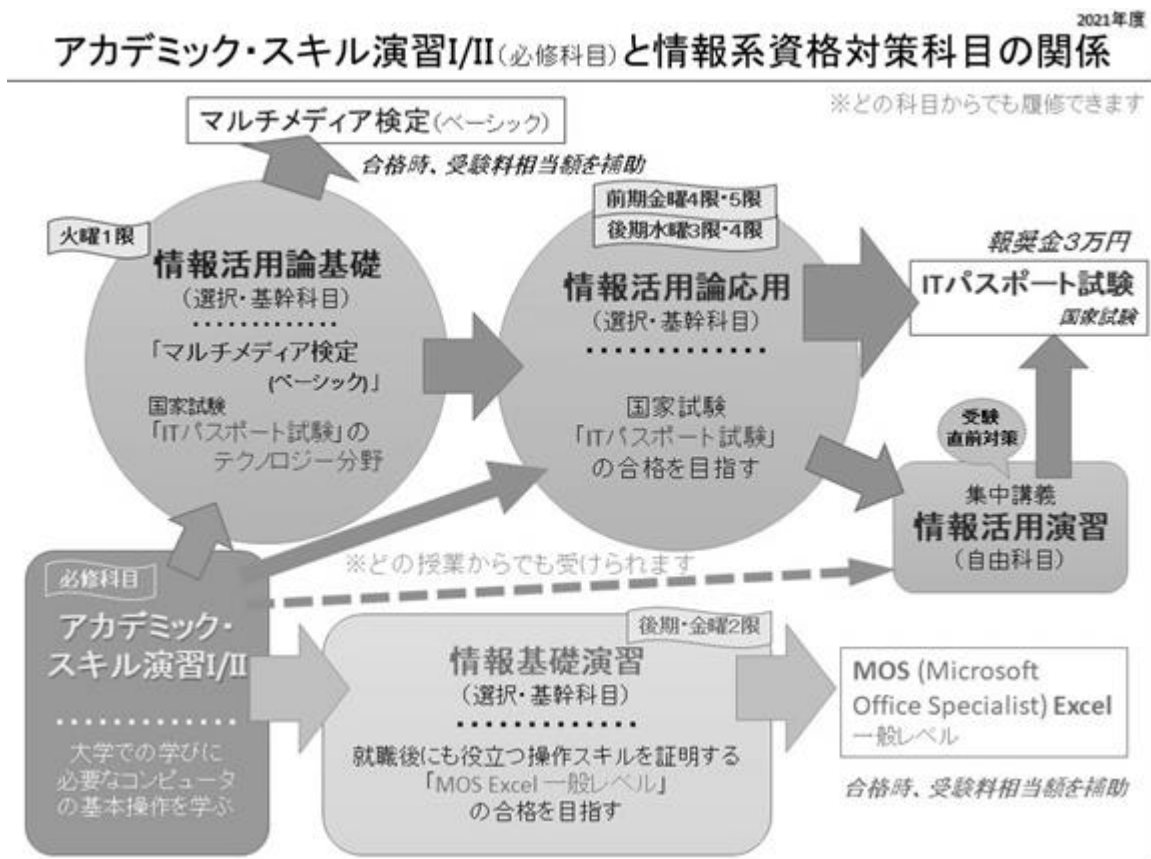 2021年度
アカデミック・スキル演習I/II(必修科目)と情報系資格対策科目の関係
※どの科目からでも履修できます
マルチメディア検定(ベーシック)
合格時、受験料相当額を補助
火曜1限
情報活用論基礎
(選択・基幹科目)
「マルチメディア検定
(ベーシック)」
国家試験
「ITパスポート試験」の
テクノロジー分野
前期金曜4限・5限
後期水曜3限・4限
情報活用論応用
(選択・基幹科目)
国家試験
「ITパスポート試験」
の合格を目指す
報奨金3万円
ITパスポート試験
国家試験
受験
直前対策
集中講義
情報活用演習
(自由科目)
※どの授業からでも受けられます
必修科目
アカデミック・
スキル演習I/II
大学での学びに
必要なコンピュータ
の基本操作を学ぶ
後期・金曜2限
情報基礎演習
(選択・基幹科目)
就職後にも役立つ操作スキルを証明する
「MOS Excel 一般レベル」
の合格を目指す
MOS (Microsoft
Office Specialist) Excel
一般レベル
合格時、受験料相当額を補助